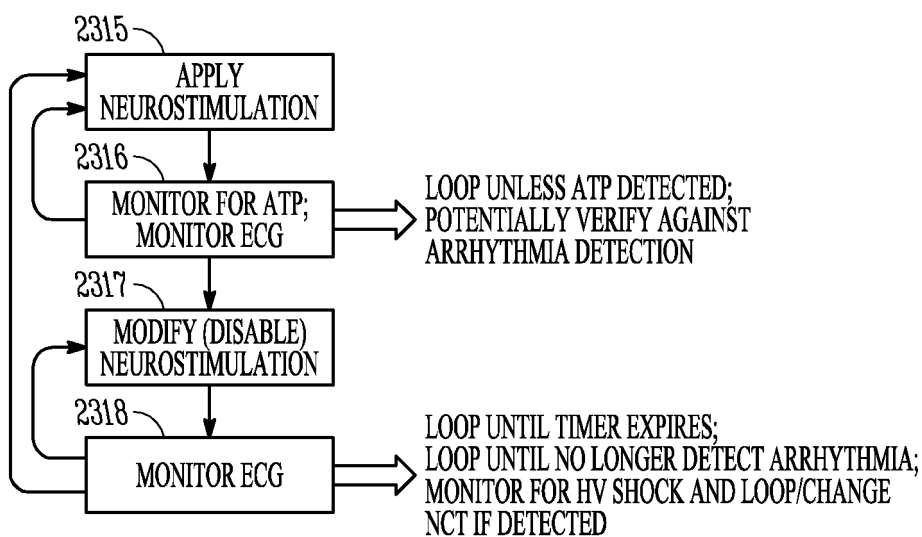 2315
APPLY
NEUROSTIMULATION
2316
MONITOR FOR ATP;
MONITOR ECG
LOOP UNLESS ATP DETECTED;
POTENTIALLY VERIFY AGAINST
ARRHYTHMIA DETECTION
2317
MODIFY (DISABLE)
NEUROSTIMULATION
2318
MONITOR ECG
LOOP UNTIL TIMER EXPIRES;
LOOP UNTIL NO LONGER DETECT ARRHYTHMIA;
MONITOR FOR HV SHOCK AND LOOP/CHANGE
NCT IF DETECTED